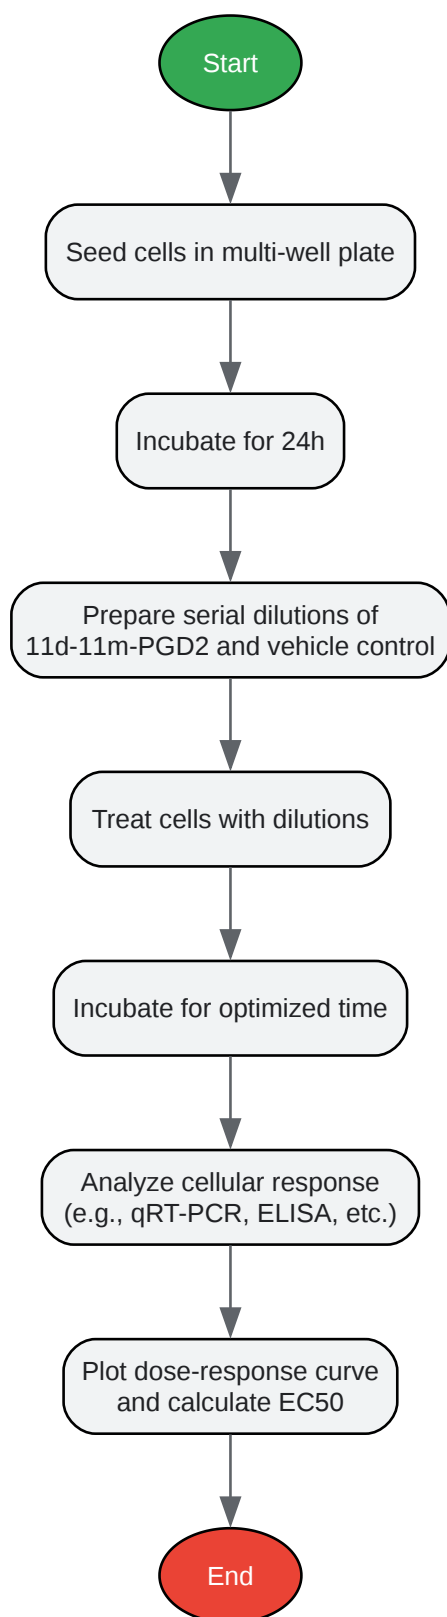 Start
Seed cells in multi-well plate
Incubate for 24h
Prepare serial dilutions of
11d-11m-PGD2 and vehicle control
Treat cells with dilutions
Incubate for optimized time
Analyze cellular response
(e.g., qRT-PCR, ELISA, etc.)
Plot dose-response curve
and calculate EC50
End